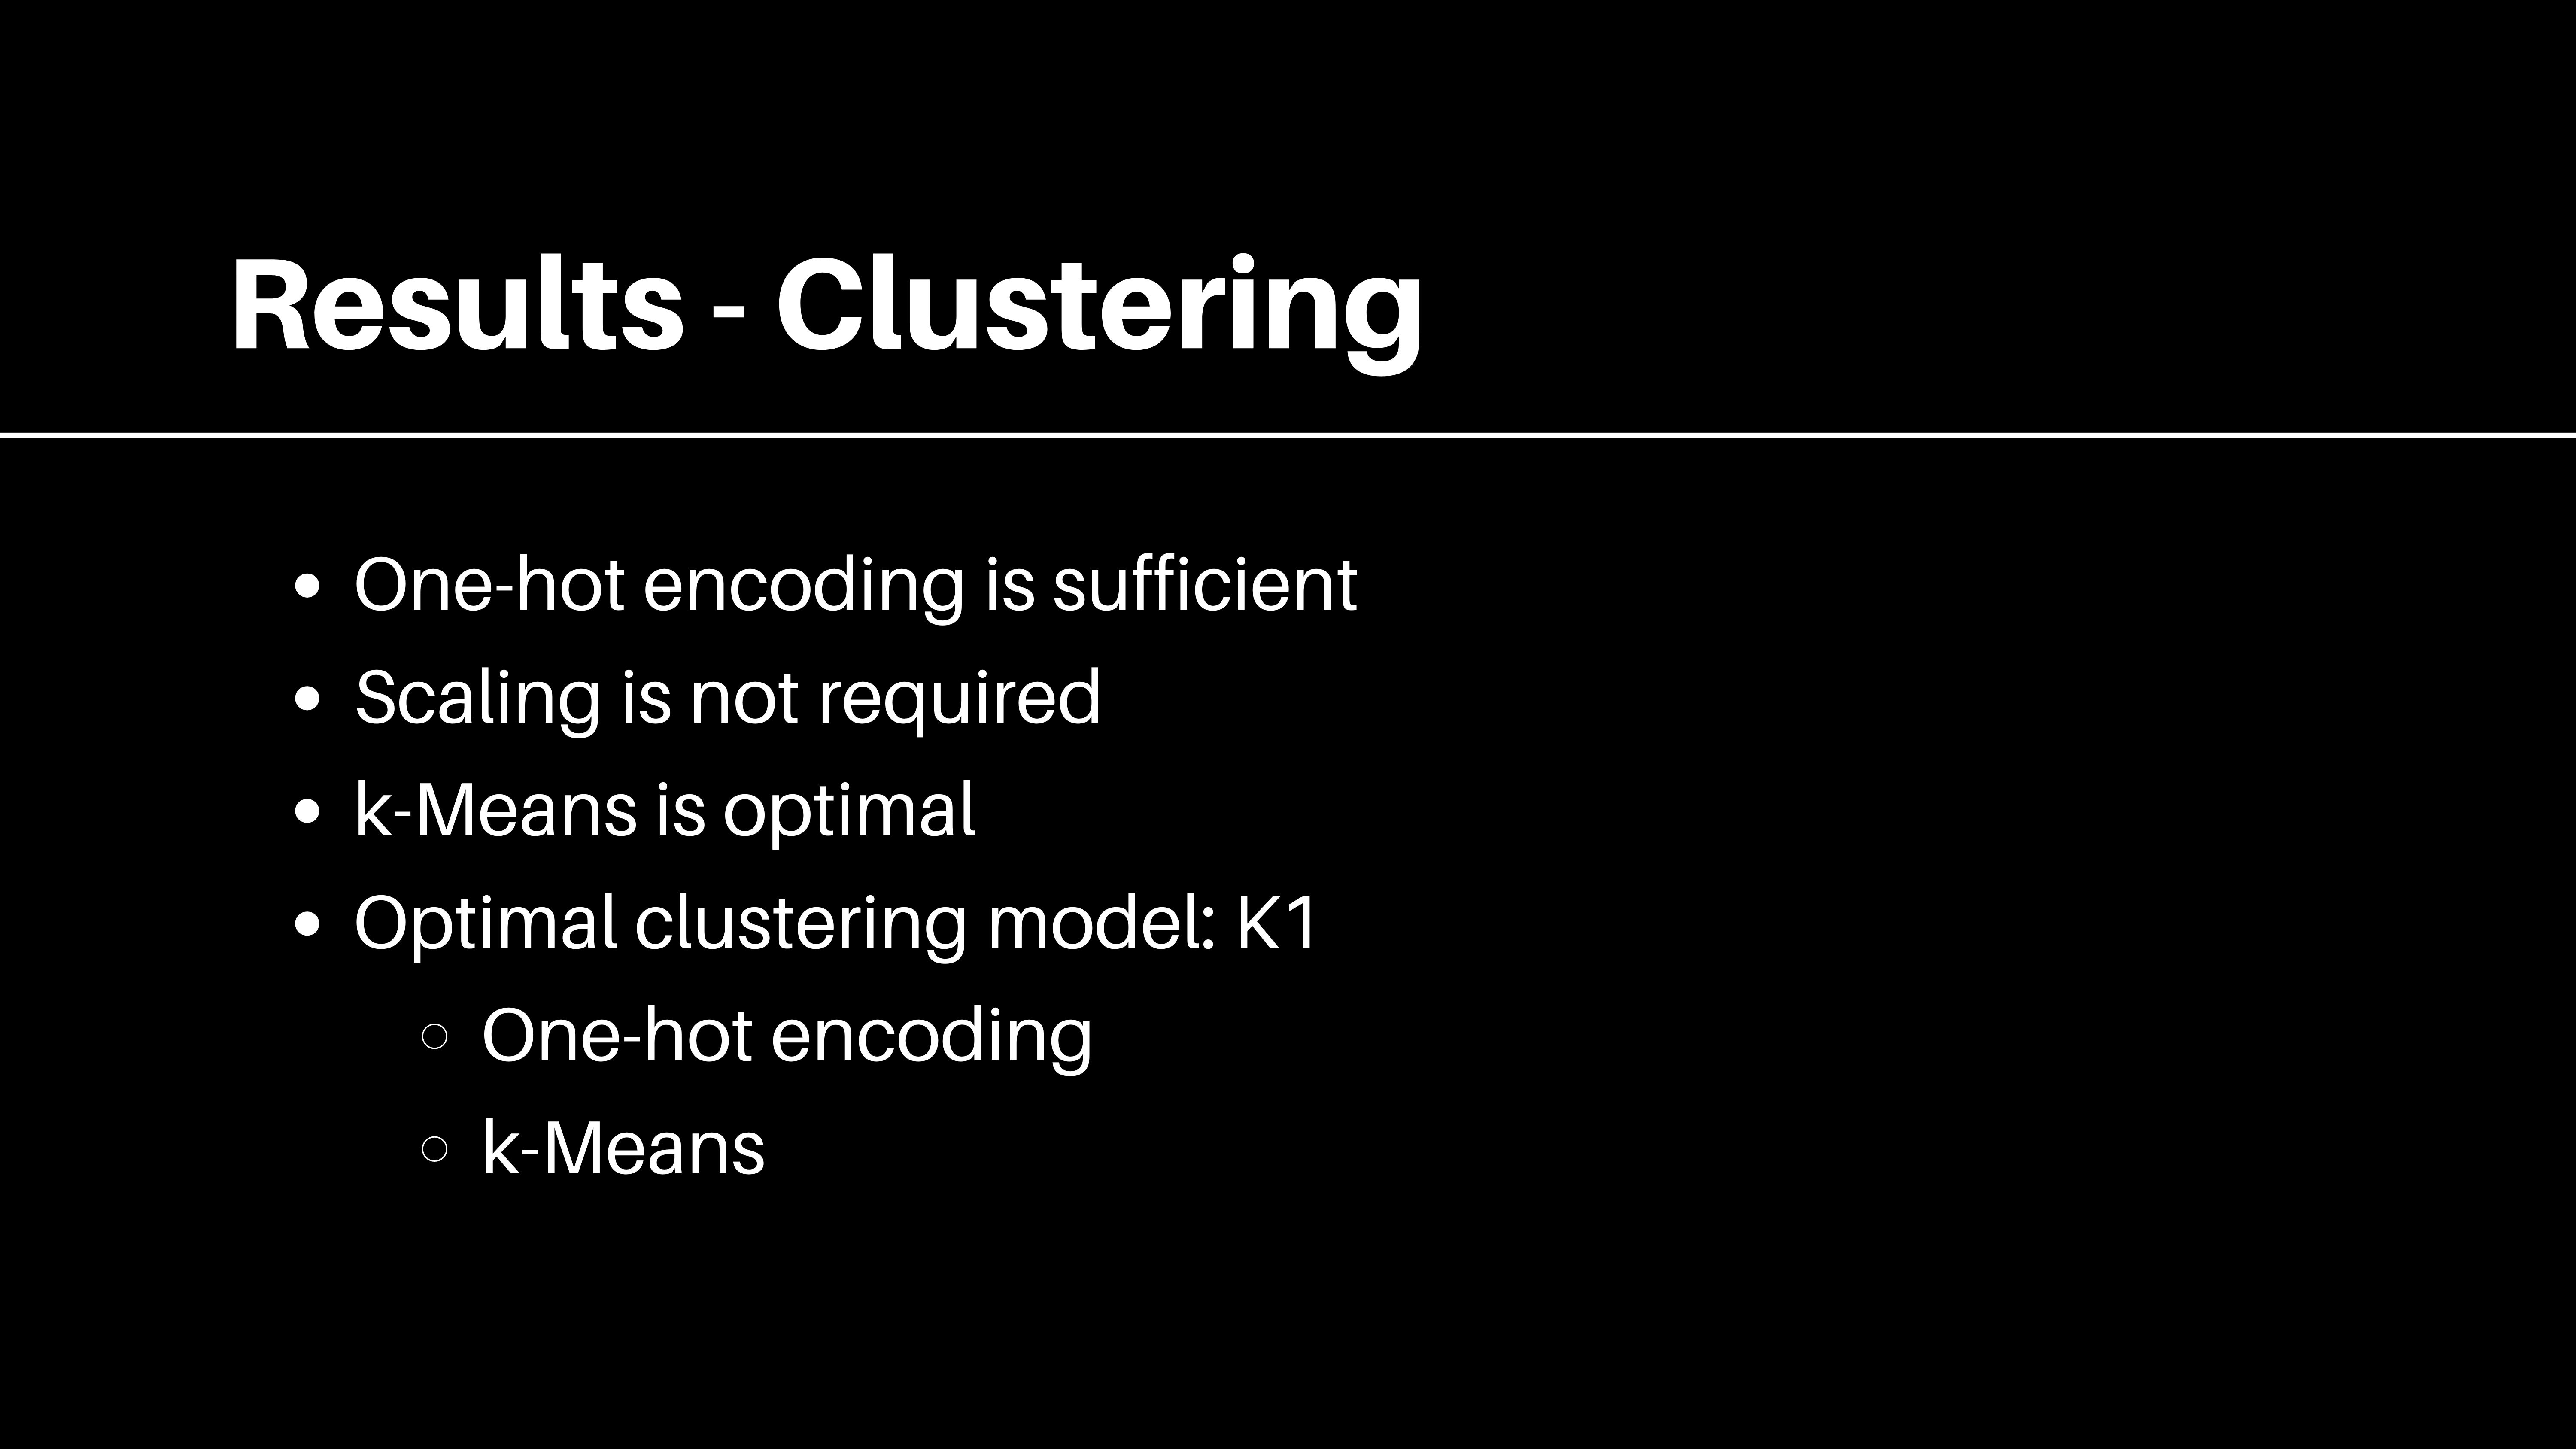 Results - Clustering
One-hot encoding is sufficient
Scaling is not required
k-Means is optimal
Optimal clustering model: K1
One-hot encoding
k-Means